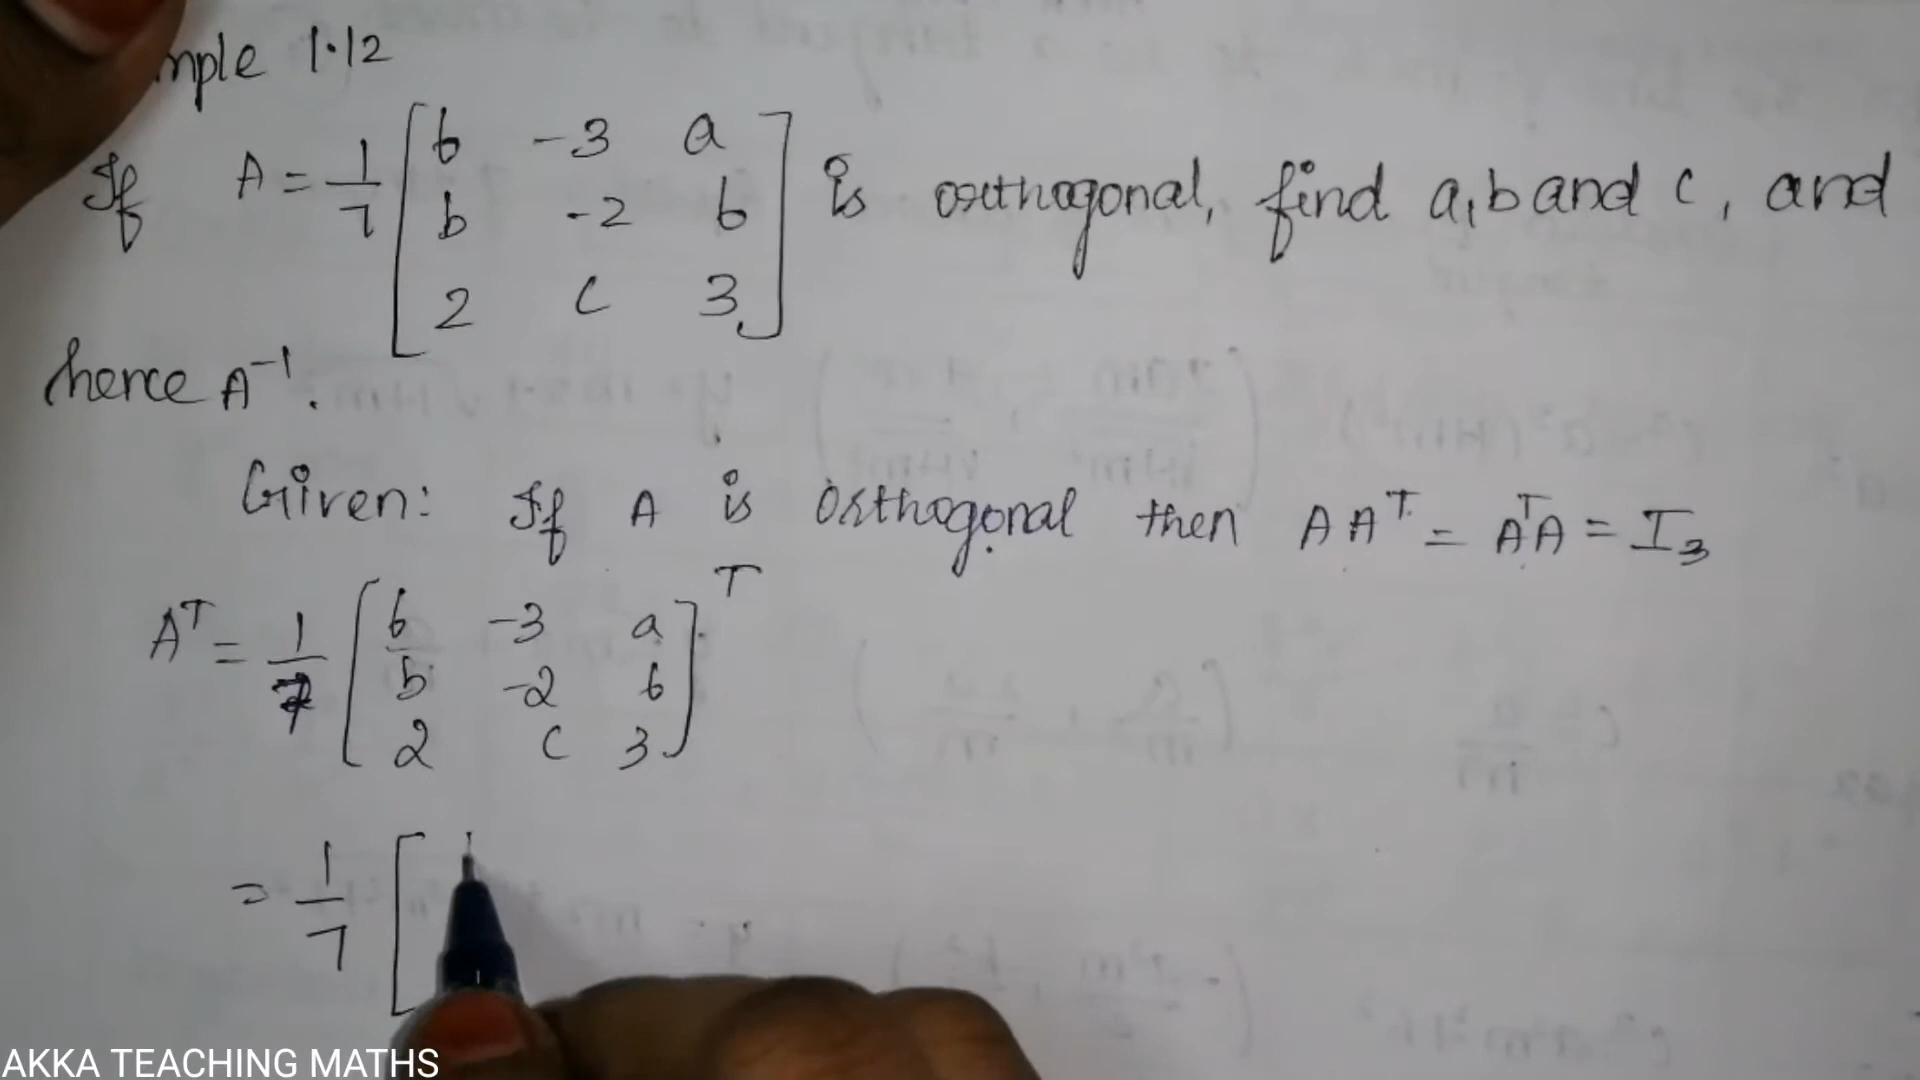 mple 1.12
If A = 1/7 [6 -3 a
b -2 6
2 c 3] is orthogonal, find a, b and c, and
hence A⁻¹.
Given: If A is orthogonal then A Aᵀ = AᵀA = I₃
Aᵀ = 1/7 [6 -3 a
b -2 6
2 c 3]ᵀ
= 1/7 [
AKKA TEACHING MATHS